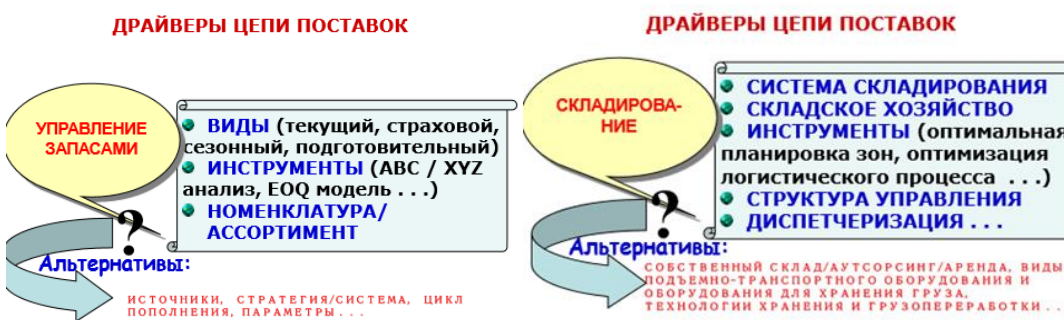 ДРАЙВЕРЫ ЦЕПИ ПОСТАВОК
УПРАВЛЕНИЕ
ЗАПАСАМИ
ВИДЫ (текущий, страховой,
сезонный, подготовительный)
ИНСТРУМЕНТЫ (ABC / XYZ
анализ, EOQ модель . . .)
НОМЕНКЛАТУРА/
АССОРТИМЕНТ
?
Альтернативы:
ИСТОЧНИКИ, СТРАТЕГИЯ/СИСТЕМА, ЦИКЛ
ПОПОЛНЕНИЯ, ПАРАМЕТРЫ . . .
ДРАЙВЕРЫ ЦЕПИ ПОСТАВОК
СКЛАДИРОВА-
НИЕ
СИСТЕМА СКЛАДИРОВАНИЯ
СКЛАДСКОЕ ХОЗЯЙСТВО
ИНСТРУМЕНТЫ (оптимальная
планировка зон, оптимизация
логистического процесса . . .)
СТРУКТУРА УПРАВЛЕНИЯ
ДИСПЕТЧЕРИЗАЦИЯ . . .
?
Альтернативы:
СОБСТВЕННЫЙ СКЛАД/АУТСОРСИНГ/АРЕНДА, ВИДЫ
ПОДЪЕМНО-ТРАНСПОРТНОГО ОБОРУДОВАНИЯ И
ОБОРУДОВАНИЯ ДЛЯ ХРАНЕНИЯ ГРУЗА,
ТЕХНОЛОГИИ ХРАНЕНИЯ И ГРУЗОПЕРЕРАБОТКИ . .